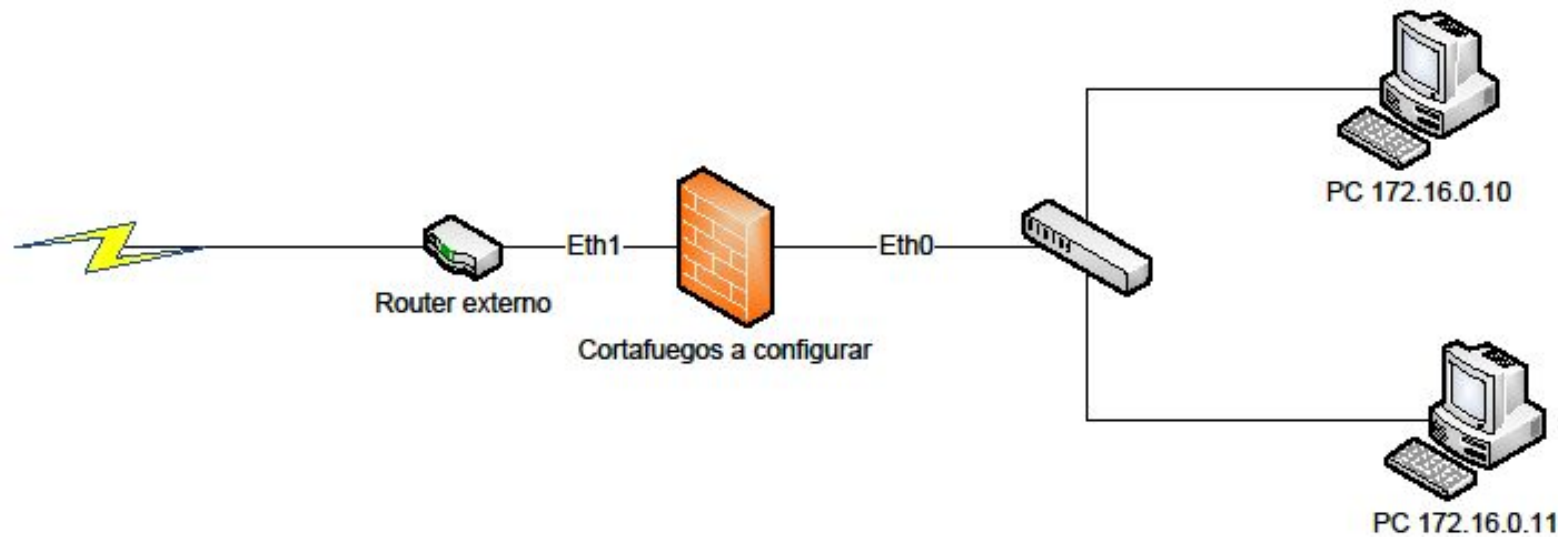 PC 172.16.0.10
Eth1
Eth0
Router externo
Cortafuegos a configurar
PC 172.16.0.11